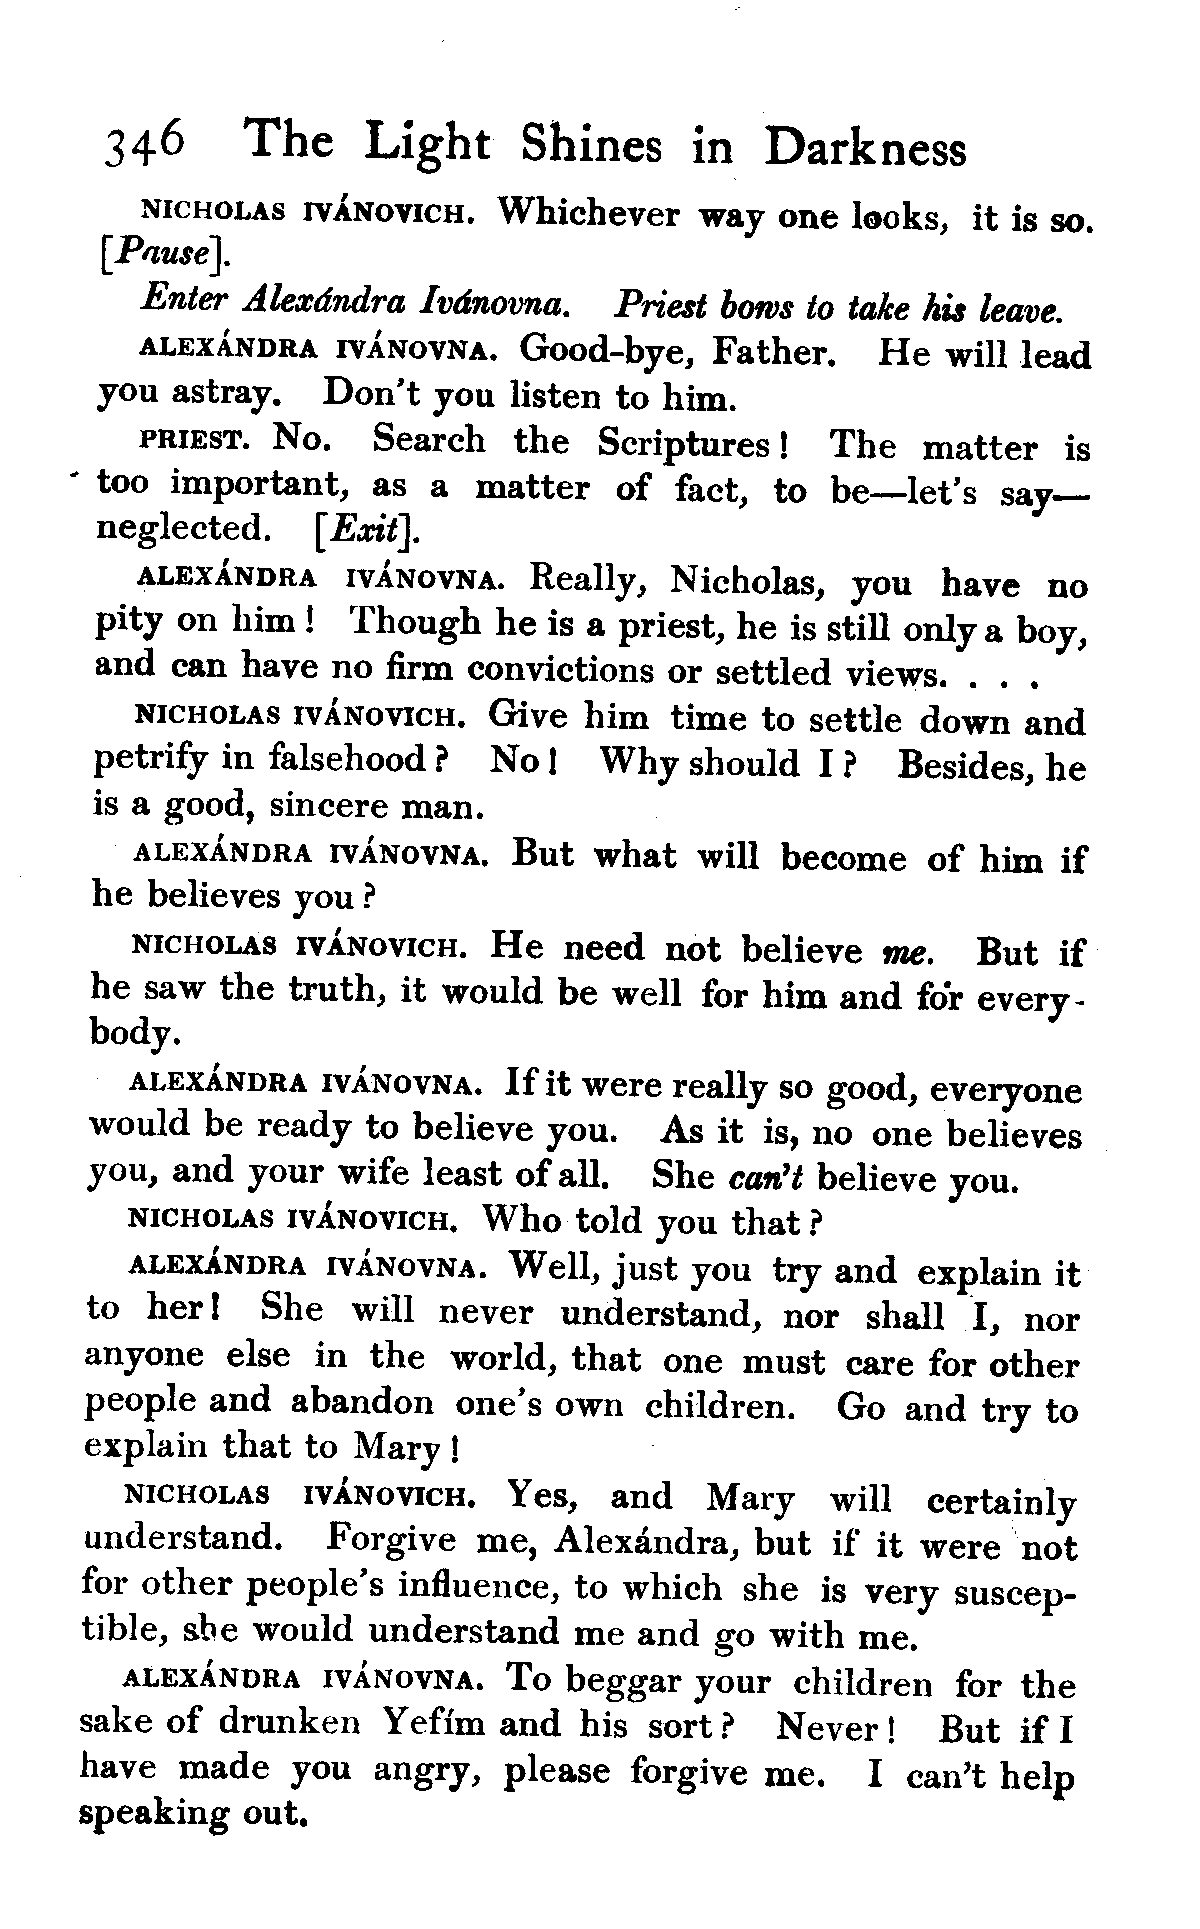 346 The Light Shines in Darkness
NICHOLAS IVÁNOVICH. Whichever way one looks, it is so.
[Pause].
Enter Alexándra Ivánovna. Priest bows to take his leave.
ALEXÁNDRA IVÁNOVNA. Good-bye, Father. He will lead
you astray. Don't you listen to him.
PRIEST. No. Search the Scriptures! The matter is
too important, as a matter of fact, to be—let's say—
neglected. [Exit].
ALEXÁNDRA IVÁNOVNA. Really, Nicholas, you have no
pity on him! Though he is a priest, he is still only a boy,
and can have no firm convictions or settled views. . . .
NICHOLAS IVÁNOVICH. Give him time to settle down and
petrify in falsehood? No! Why should I? Besides, he
is a good, sincere man.
ALEXÁNDRA IVÁNOVNA. But what will become of him if
he believes you?
NICHOLAS IVÁNOVICH. He need not believe me. But if
he saw the truth, it would be well for him and for every-
body.
ALEXÁNDRA IVÁNOVNA. If it were really so good, everyone
would be ready to believe you. As it is, no one believes
you, and your wife least of all. She can't believe you.
NICHOLAS IVÁNOVICH. Who told you that?
ALEXÁNDRA IVÁNOVNA. Well, just you try and explain it
to her! She will never understand, nor shall I, nor
anyone else in the world, that one must care for other
people and abandon one's own children. Go and try to
explain that to Mary!
NICHOLAS IVÁNOVICH. Yes, and Mary will certainly
understand. Forgive me, Alexándra, but if it were not
for other people's influence, to which she is very suscep-
tible, she would understand me and go with me.
ALEXÁNDRA IVÁNOVNA. To beggar your children for the
sake of drunken Yefím and his sort? Never! But if I
have made you angry, please forgive me. I can't help
speaking out.